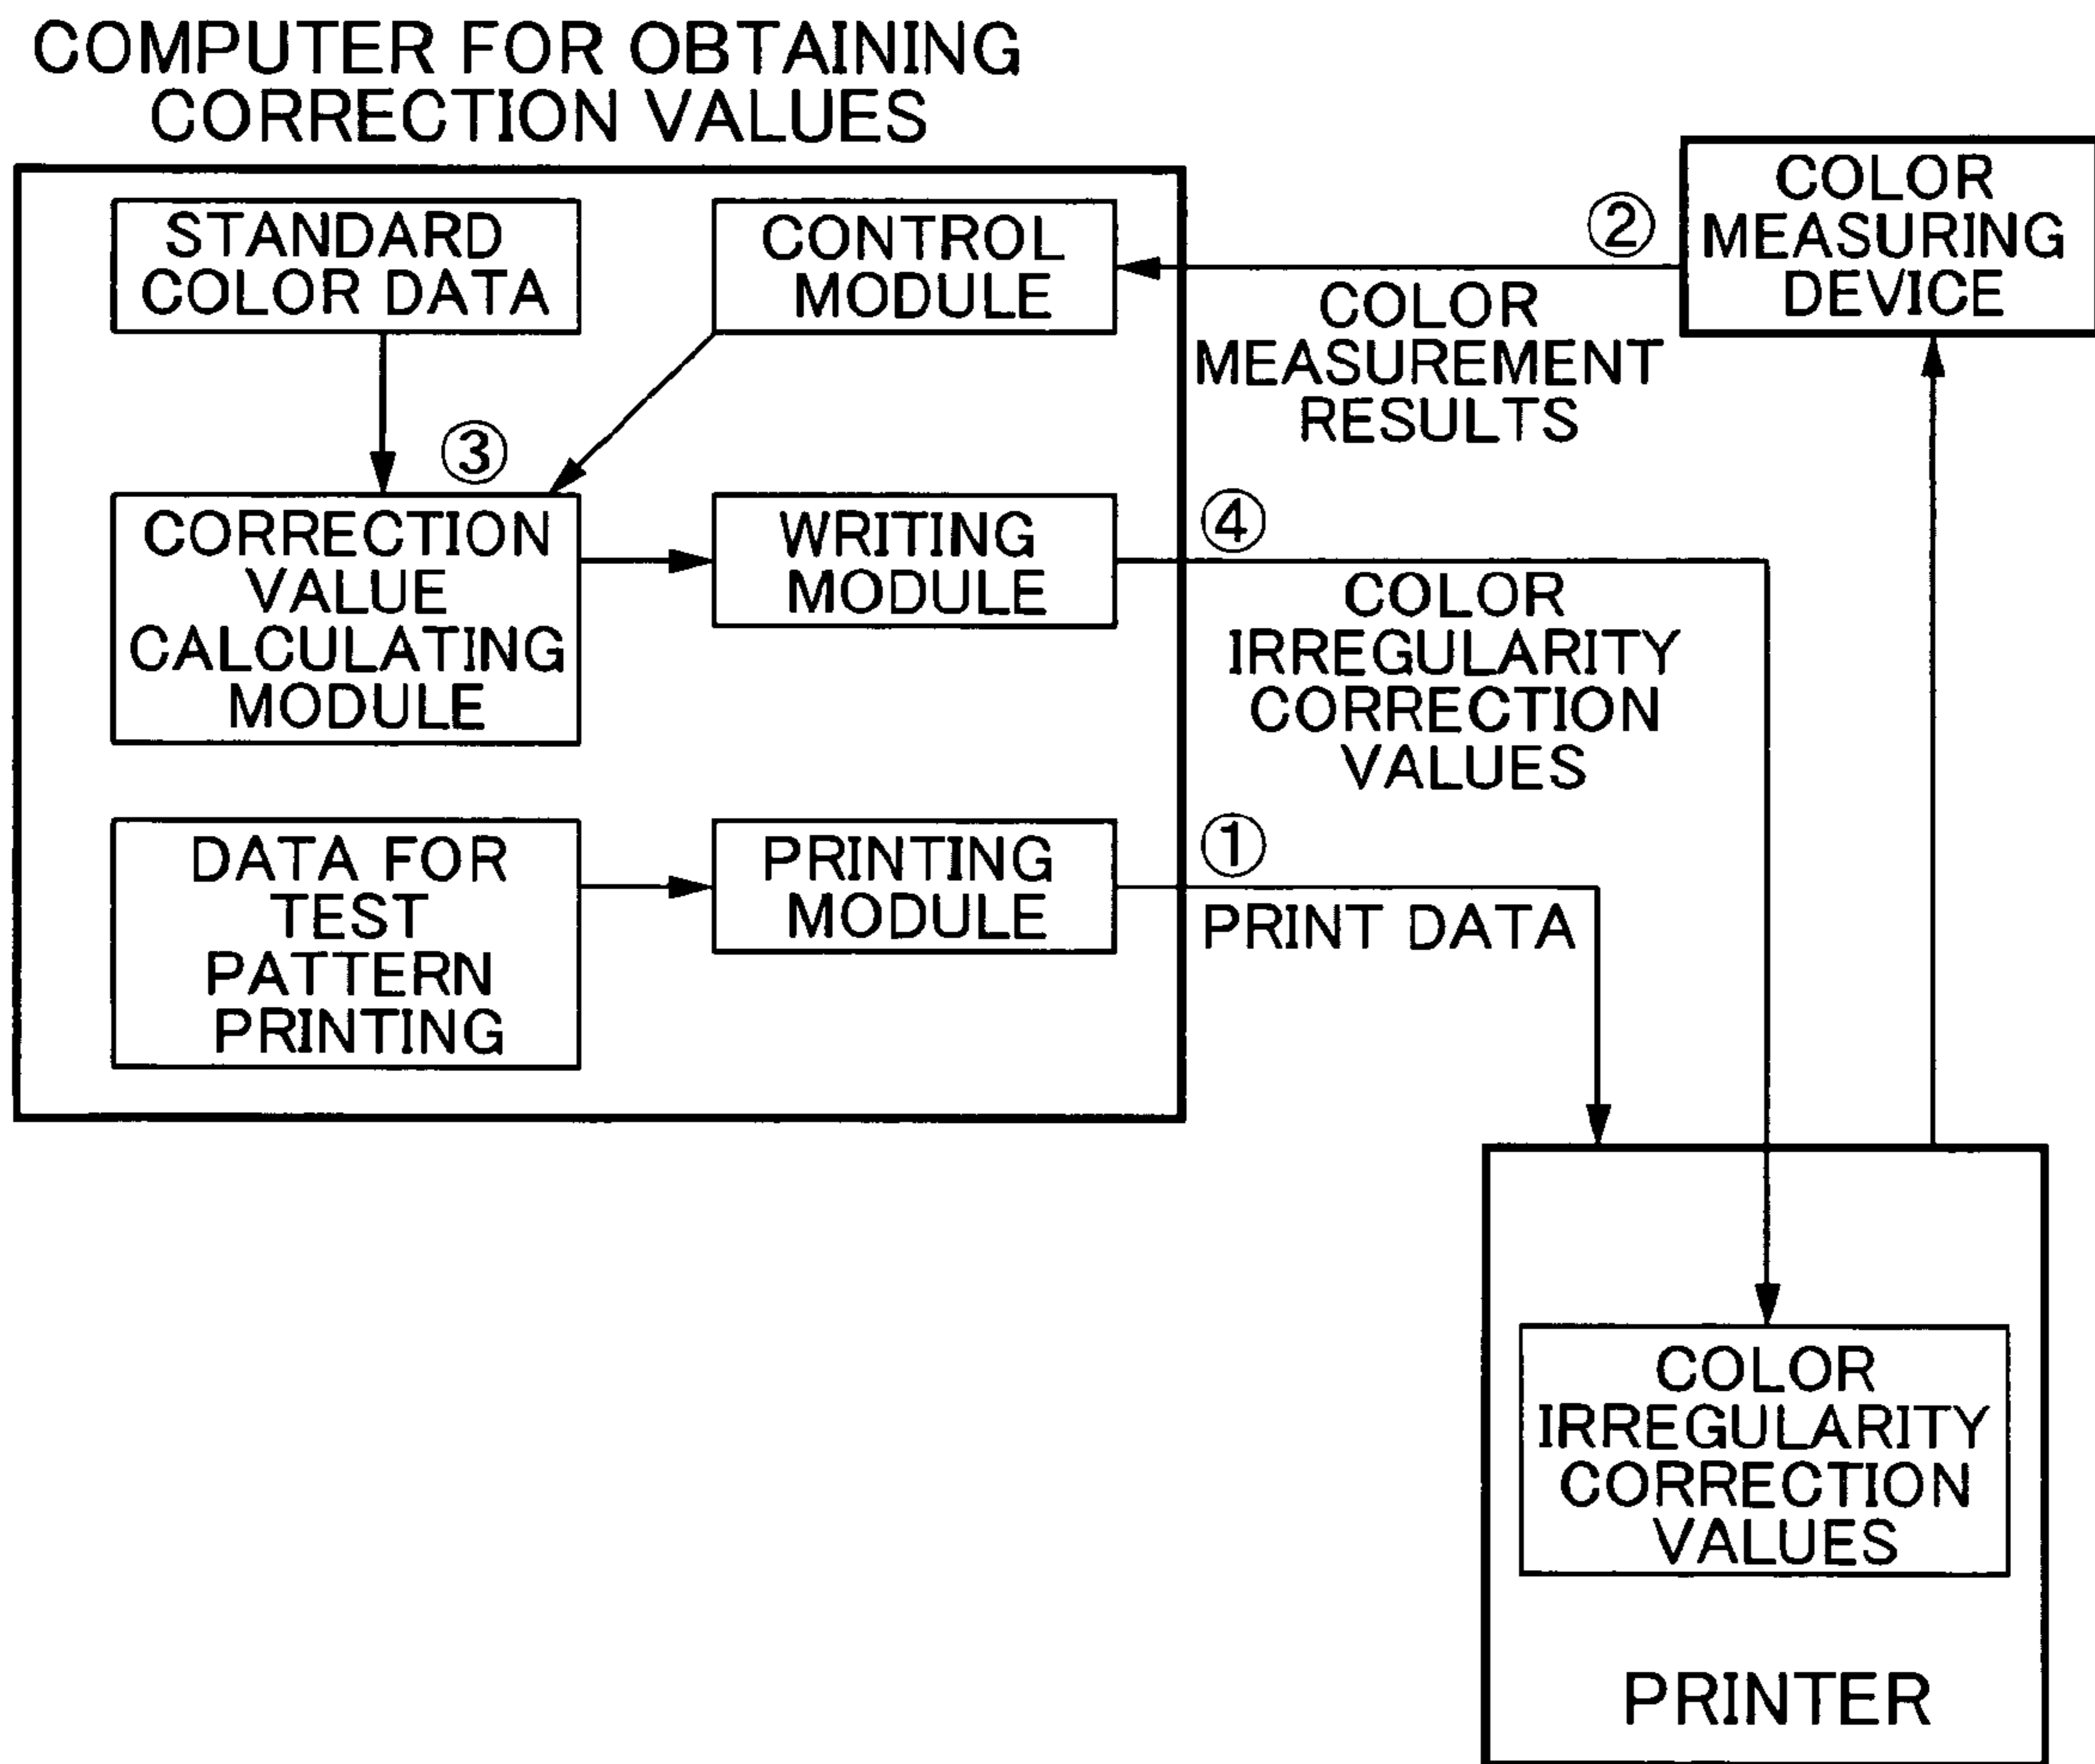 COMPUTER FOR OBTAINING
CORRECTION VALUES
STANDARD
COLOR DATA
CONTROL
MODULE
②
COLOR
MEASURING
DEVICE
COLOR
MEASUREMENT
RESULTS
③
CORRECTION
VALUE
CALCULATING
MODULE
WRITING
MODULE
④
COLOR
IRREGULARITY
CORRECTION
VALUES
DATA FOR
TEST
PATTERN
PRINTING
PRINTING
MODULE
①
PRINT DATA
COLOR
IRREGULARITY
CORRECTION
VALUES
PRINTER